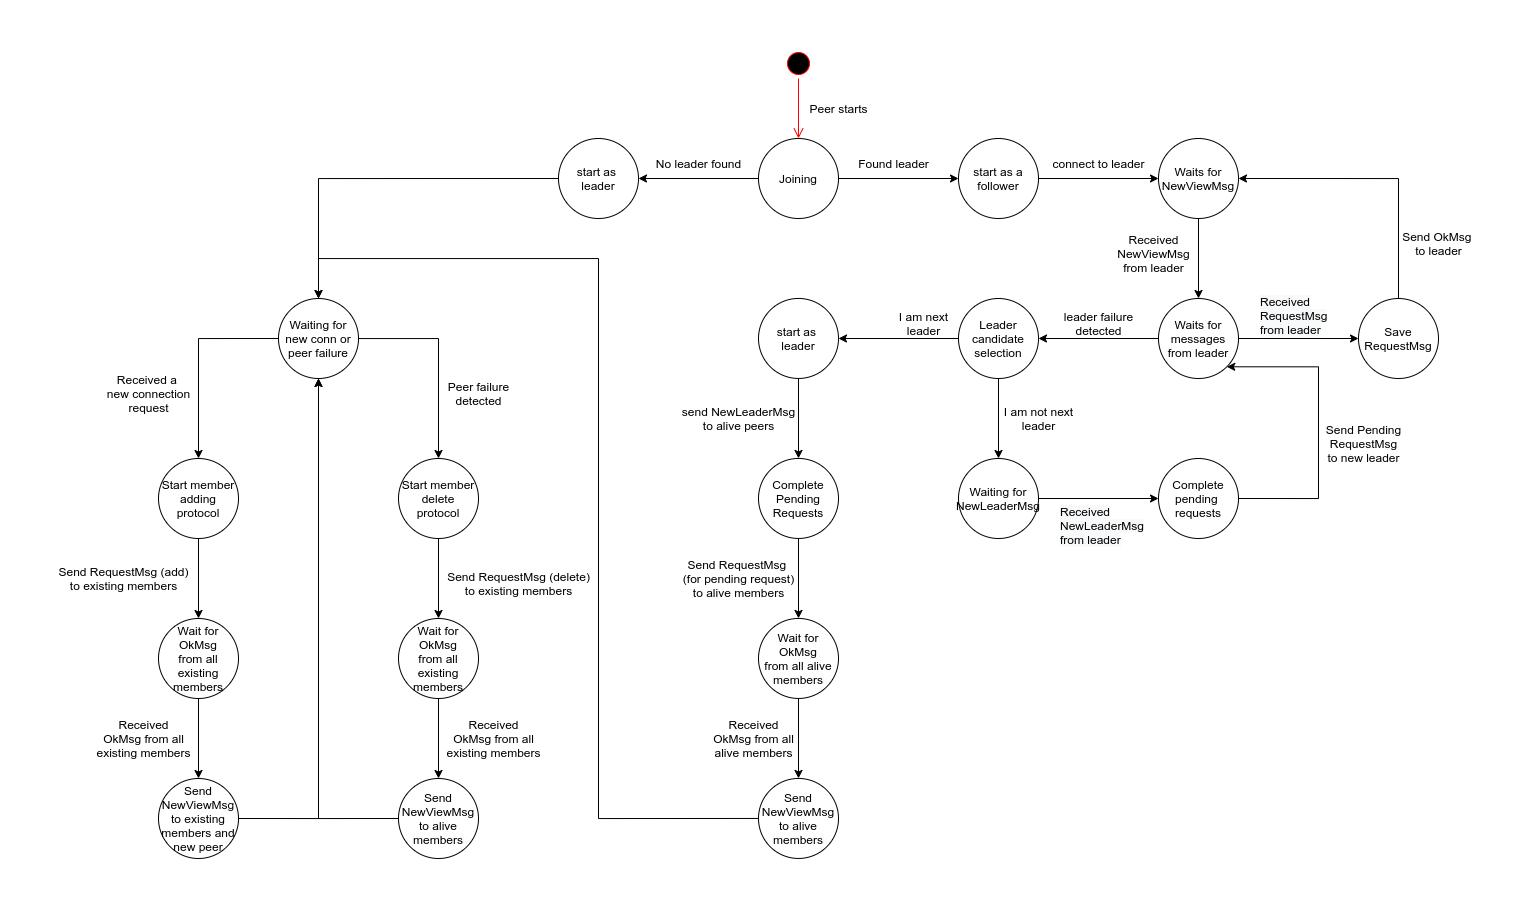 Peer starts
No leader found
Found leader
connect to leader
start as
leader
Joining
start as a
follower
Waits for
NewViewMsg
Received
NewViewMsg
from leader
Send OkMsg
to leader
Waiting for
new conn or
peer failure
start as
leader
I am next
leader
Leader
candidate
selection
leader failure
detected
Waits for
messages
from leader
Received
RequestMsg
from leader
Save
RequestMsg
Received a
new connection
request
Peer failure
detected
send NewLeaderMsg
to alive peers
I am not next
leader
Send Pending
RequestMsg
to new leader
Start member
adding
protocol
Start member
delete
protocol
Complete
Pending
Requests
Waiting for
NewLeaderMsg
Received
NewLeaderMsg
from leader
Complete
pending
requests
Send RequestMsg (add)
to existing members
Send RequestMsg (delete)
to existing members
Send RequestMsg
(for pending request)
to alive members
Wait for
OkMsg
from all
existing
members
Wait for
OkMsg
from all
existing
members
Wait for
OkMsg
from all alive
members
Received
OkMsg from all
existing members
Received
OkMsg from all
existing members
Received
OkMsg from all
alive members
Send
NewViewMsg
to existing
members and
new peer
Send
NewViewMsg
to alive
members
Send
NewViewMsg
to alive
members